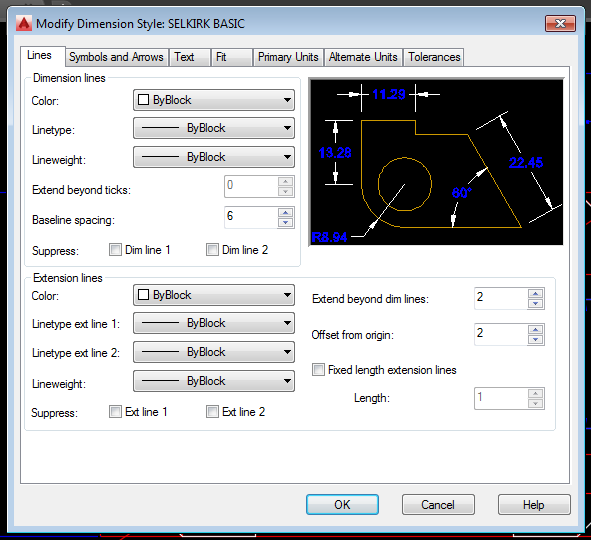 Modify Dimension Style: SELKIRK BASIC
Lines Symbols and Arrows Text Fit Primary Units Alternate Units Tolerances
Dimension lines
Color: ByBlock
Linetype: ByBlock
Lineweight: ByBlock
Extend beyond ticks: 0
Baseline spacing: 6
Suppress: Dim line 1 Dim line 2
11.29
13.28
22.45
60°
R8.94
Extension lines
Color: ByBlock
Linetype ext line 1: ByBlock
Linetype ext line 2: ByBlock
Lineweight: ByBlock
Suppress: Ext line 1 Ext line 2
Extend beyond dim lines: 2
Offset from origin: 2
Fixed length extension lines
Length: 1
OK Cancel Help